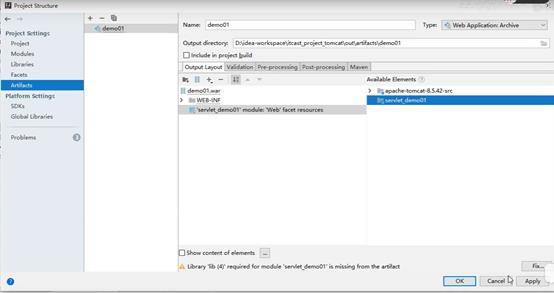 Project Structure
Project Settings
Project
Modules
Libraries
Facets
Artifacts
Platform Settings
SDKs
Global Libraries
Problems
3
demo01
Name: demo01
Type: Web Application: Archive
Output directory: D:\idea-workspace\itcast_project_tomcat\out\artifacts\demo01
Include in project build
Output Layout Validation Pre-processing Post-processing Maven
Available Elements ?
demo01.war
WEB-INF
'servlet_demo01' module: 'Web' facet resources
apache-tomcat-8.5.42-src
servlet_demo01
Show content of elements ...
Library 'lib (4)' required for module 'servlet_demo01' is missing from the artifact
Fix...
? OK Cancel Apply